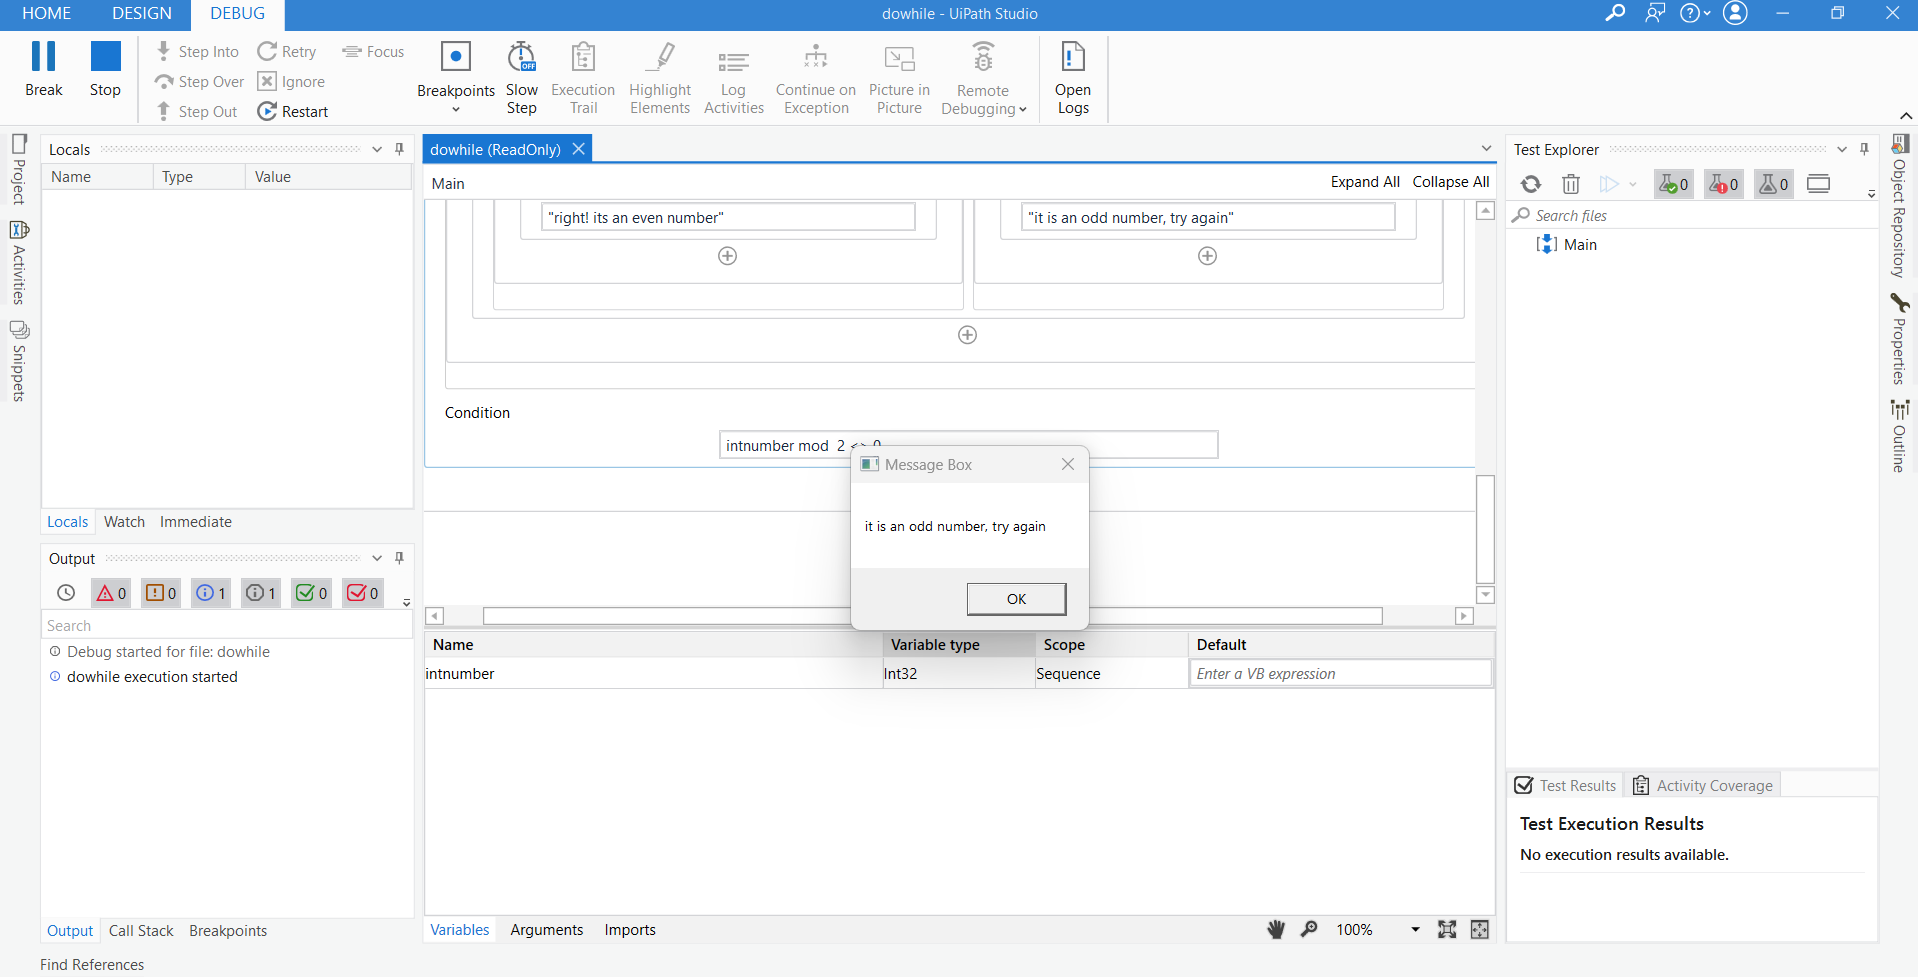 HOME DESIGN DEBUG
dowhile - UiPath Studio
Break
Stop
Step Into
Step Over
Step Out
Retry
Ignore
Restart
Focus
Breakpoints
Slow Step
OFF
Execution Trail
Highlight Elements
Log Activities
Continue on Exception
Picture in Picture
Remote Debugging
Open Logs
Project
Activities
Snippets
Locals
Name Type Value
Locals Watch Immediate
Output
0 0 1 1 0 0
Search
Debug started for file: dowhile
dowhile execution started
Output Call Stack Breakpoints
Find References
dowhile (ReadOnly)
Main
Expand All Collapse All
"right! its an even number"
"it is an odd number, try again"
Condition
intnumber mod  2 <> 0
Message Box
it is an odd number, try again
OK
Name Variable type Scope Default
intnumber Int32 Sequence Enter a VB expression
Variables Arguments Imports
100%
Test Explorer
0 0 0
Search files
Main
Test Results Activity Coverage
Test Execution Results
No execution results available.
Object Repository
Properties
Outline